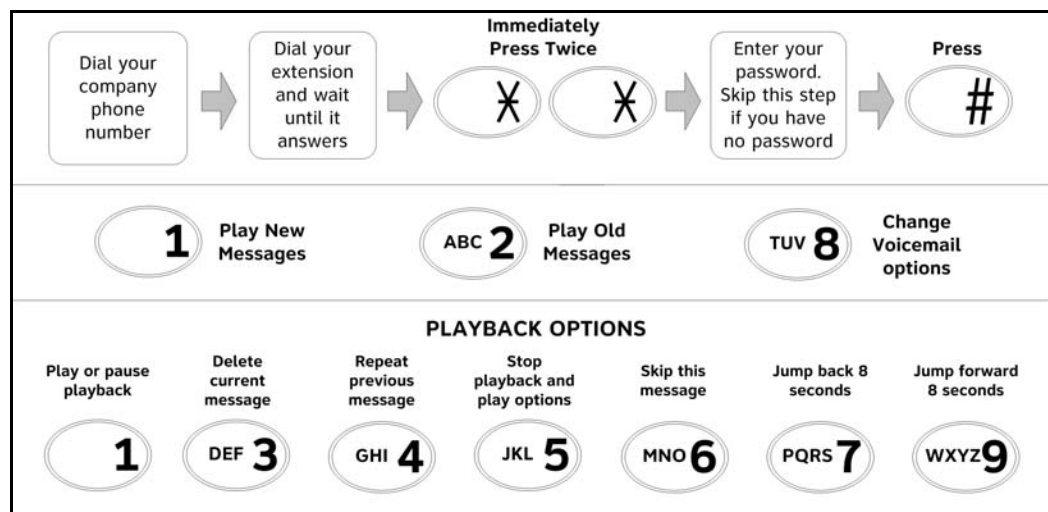 Dial your
company
phone
number
Dial your
extension
and wait
until it
answers
Immediately
Press Twice
* *
Enter your
password.
Skip this step
if you have
no password
Press
#
1
Play New
Messages
ABC 2
Play Old
Messages
TUV 8
Change
Voicemail
options
PLAYBACK OPTIONS
Play or pause
playback
1
Delete
current
message
DEF 3
Repeat
previous
message
GHI 4
Stop
playback and
play options
JKL 5
Skip this
message
MNO 6
Jump back 8
seconds
PQRS 7
Jump forward
8 seconds
WXYZ 9